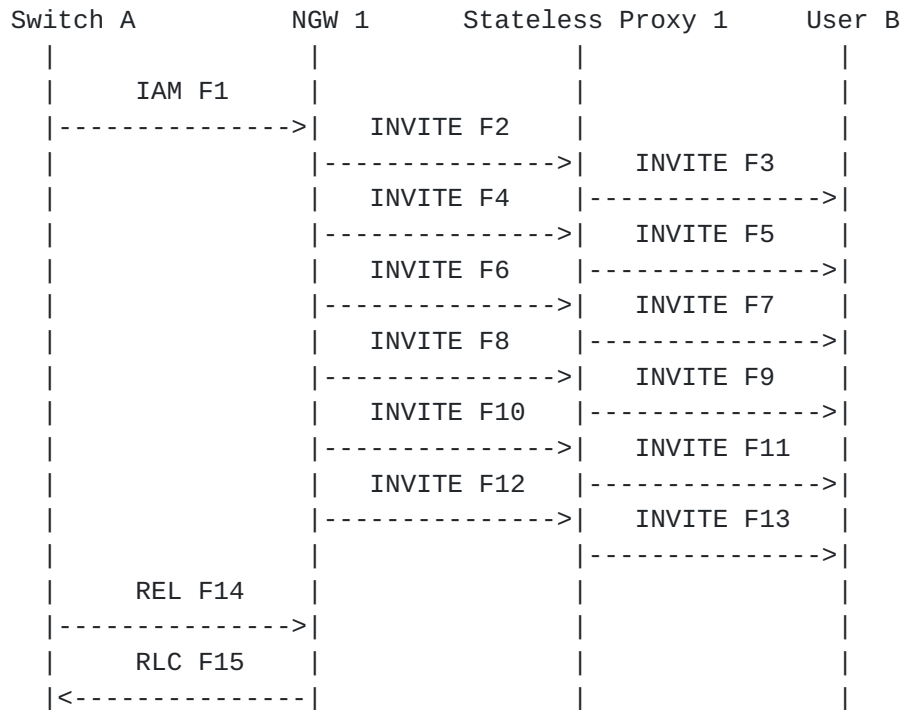 Switch A NGW 1 Stateless Proxy 1 User B
IAM F1
INVITE F2
INVITE F3
INVITE F4
INVITE F5
INVITE F6
INVITE F7
INVITE F8
INVITE F9
INVITE F10
INVITE F11
INVITE F12
INVITE F13
REL F14
RLC F15